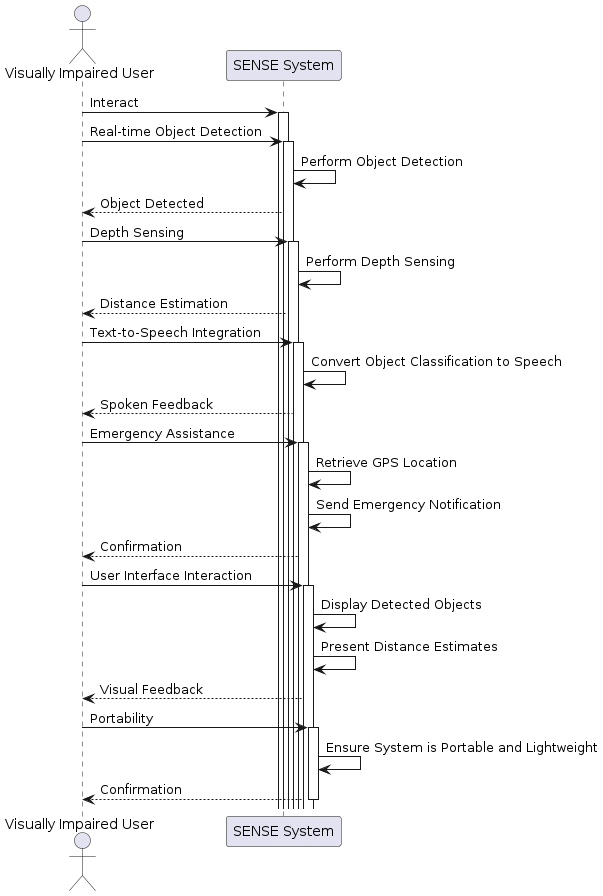 Visually Impaired User
SENSE System
Interact
Real-time Object Detection
Perform Object Detection
Object Detected
Depth Sensing
Perform Depth Sensing
Distance Estimation
Text-to-Speech Integration
Convert Object Classification to Speech
Spoken Feedback
Emergency Assistance
Retrieve GPS Location
Send Emergency Notification
Confirmation
User Interface Interaction
Display Detected Objects
Present Distance Estimates
Visual Feedback
Portability
Ensure System is Portable and Lightweight
Confirmation
Visually Impaired User
SENSE System